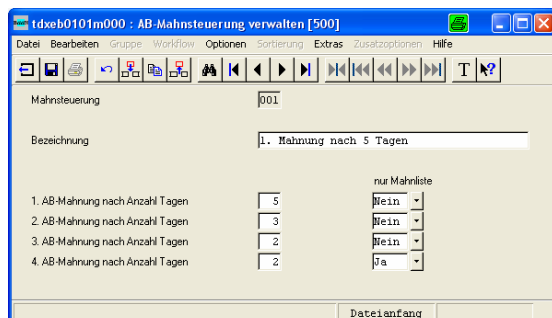 tdxeb0101m000 : AB-Mahnsteuerung verwalten [500]
Datei Bearbeiten Gruppe Workflow Optionen Sortierung Extras Zusatzoptionen Hilfe
T ?
Mahnsteuerung 001
Bezeichnung 1. Mahnung nach 5 Tagen
nur Mahnliste
1. AB-Mahnung nach Anzahl Tagen 5 Nein
2. AB-Mahnung nach Anzahl Tagen 3 Nein
3. AB-Mahnung nach Anzahl Tagen 2 Nein
4. AB-Mahnung nach Anzahl Tagen 2 Ja
Dateianfang